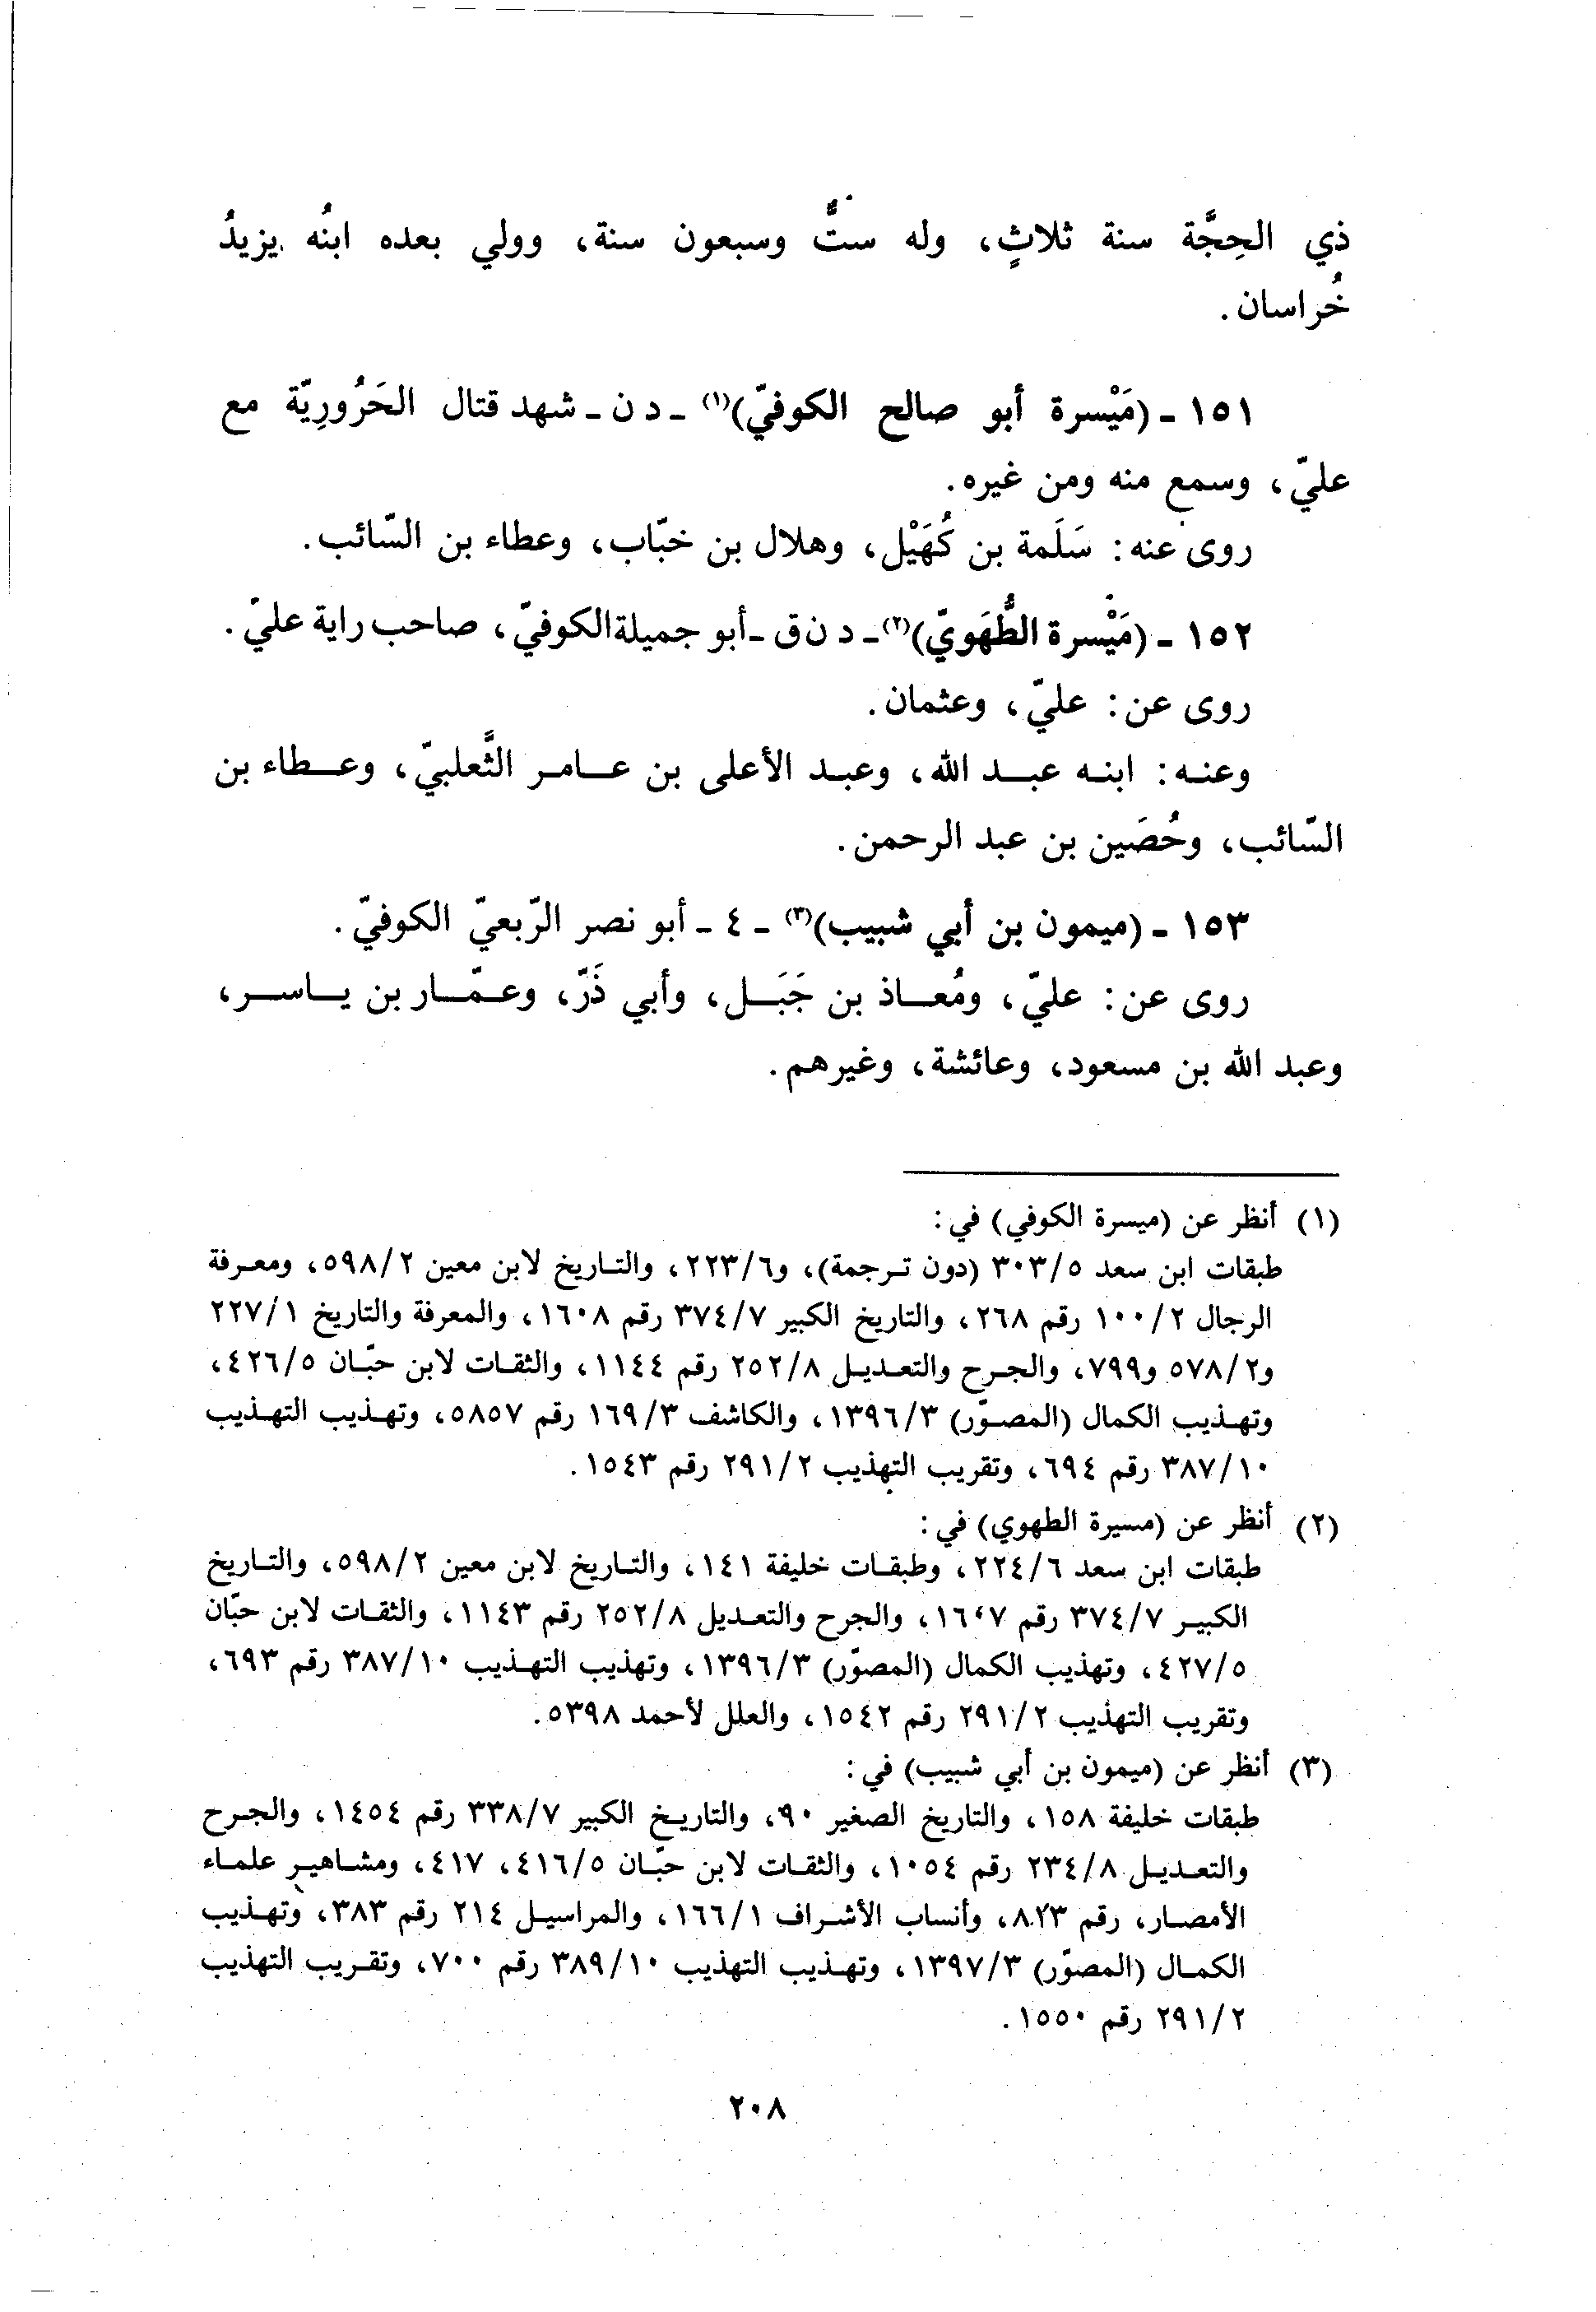 ذي الحِجَّة سنة ثلاثٍ، وله ستٌّ وسبعون سنة، وولي بعده ابنُه يزيدُ
خُراسان.
١٥١ - (مَيْسرة أبو صالح الكوفيّ)(١) - د ن - شهد قتال الحَرُورِيّة مع
عليّ، وسمع منه ومن غيره.
روى عنه: سَلَمة بن كُهَيْل، وهلال بن خبّاب، وعطاء بن السّائب.
١٥٢ - (مَيْسرة الطُّهَويّ)(٢) - د ن ق - أبو جميلة الكوفيّ، صاحب راية عليّ.
روى عن: عليّ، وعثمان.
وعنه: ابنه عبد الله، وعبد الأعلى بن عامر الثَّعلبيّ، وعطاء بن
السّائب، وحُصَين بن عبد الرحمن.
١٥٣ - (ميمون بن أبي شبيب)(٣) - ٤ - أبو نصر الرّبعيّ الكوفيّ.
روى عن: عليّ، ومُعاذ بن جَبَل، وأبي ذَرّ، وعمّار بن ياسر،
وعبد الله بن مسعود، وعائشة، وغيرهم.
(١) أنظر عن (ميسرة الكوفي) في:
طبقات ابن سعد ٣٠٣/٥ (دون ترجمة)، و٢٢٣/٦، والتاريخ لابن معين ٥٩٨/٢، ومعرفة
الرجال ١٠٠/٢ رقم ٢٦٨، والتاريخ الكبير ٣٧٤/٧ رقم ١٦٠٨، والمعرفة والتاريخ ٢٢٧/١
و٥٧٨/٢ و٧٩٩، والجرح والتعديل ٢٥٢/٨ رقم ١١٤٤، والثقات لابن حبّان ٤٢٦/٥،
وتهذيب الكمال (المصوّر) ١٣٩٦/٣، والكاشف ١٦٩/٣ رقم ٥٨٥٧، وتهذيب التهذيب
٣٨٧/١٠ رقم ٦٩٤، وتقريب التهذيب ٢٩١/٢ رقم ١٥٤٣.
(٢) أنظر عن (مسيرة الطهوي) في:
طبقات ابن سعد ٢٢٤/٦، وطبقات خليفة ١٤١، والتاريخ لابن معين ٥٩٨/٢، والتاريخ
الكبير ٣٧٤/٧ رقم ١٦٠٧، والجرح والتعديل ٢٥٢/٨ رقم ١١٤٣، والثقات لابن حبّان
٤٢٧/٥، وتهذيب الكمال (المصوّر) ١٣٩٦/٣، وتهذيب التهذيب ٣٨٧/١٠ رقم ٦٩٣،
وتقريب التهذيب ٢٩١/٢ رقم ١٥٤٢، والعلل لأحمد ٥٣٩٨.
(٣) أنظر عن (ميمون بن أبي شبيب) في:
طبقات خليفة ١٥٨، والتاريخ الصغير ٩٠، والتاريخ الكبير ٣٣٨/٧ رقم ١٤٥٤، والجرح
والتعديل ٢٣٤/٨ رقم ١٠٥٤، والثقات لابن حبّان ٤١٦/٥، ٤١٧، ومشاهير علماء
الأمصار، رقم ٨٢٣، وأنساب الأشراف ١٦٦/١، والمراسيل ٢١٤ رقم ٣٨٣، وتهذيب
الكمال (المصوّر) ١٣٩٧/٣، وتهذيب التهذيب ٣٨٩/١٠ رقم ٧٠٠، وتقريب التهذيب
٢٩١/٢ رقم ١٥٥٠.
٢٠٨